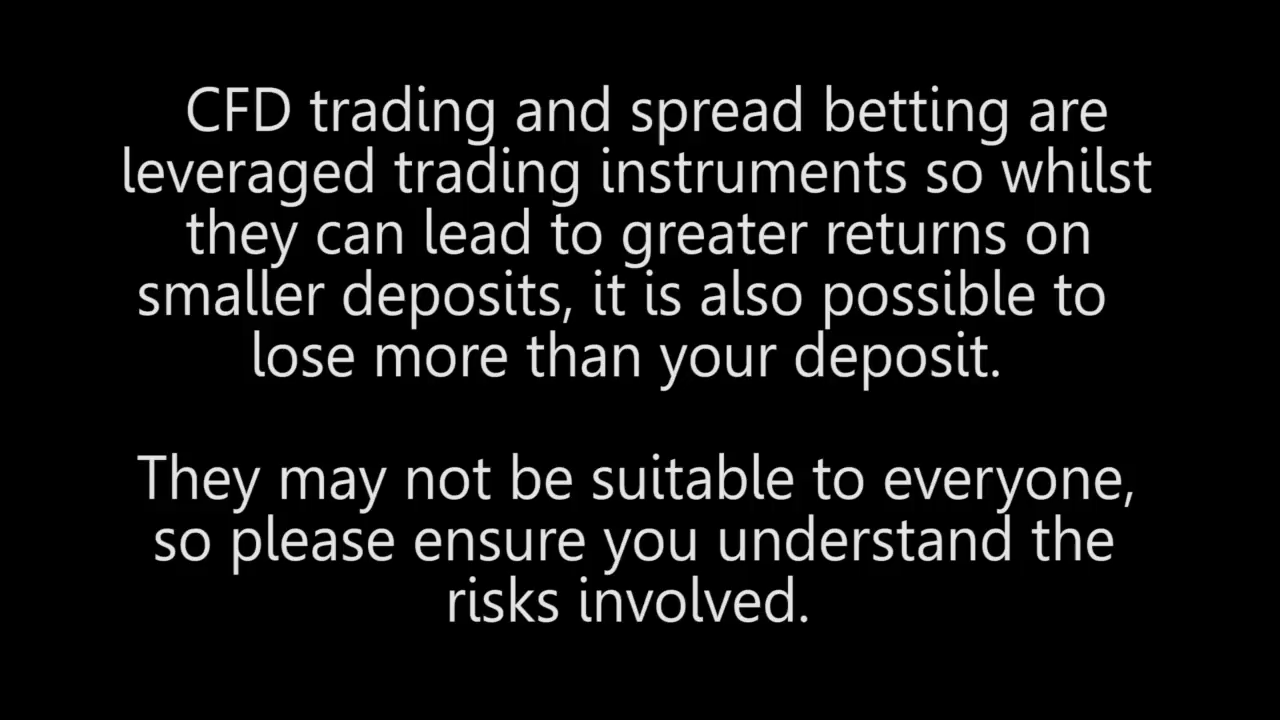 CFD trading and spread betting are
leveraged trading instruments so whilst
they can lead to greater returns on
smaller deposits, it is also possible to
lose more than your deposit.
They may not be suitable to everyone,
so please ensure you understand the
risks involved.